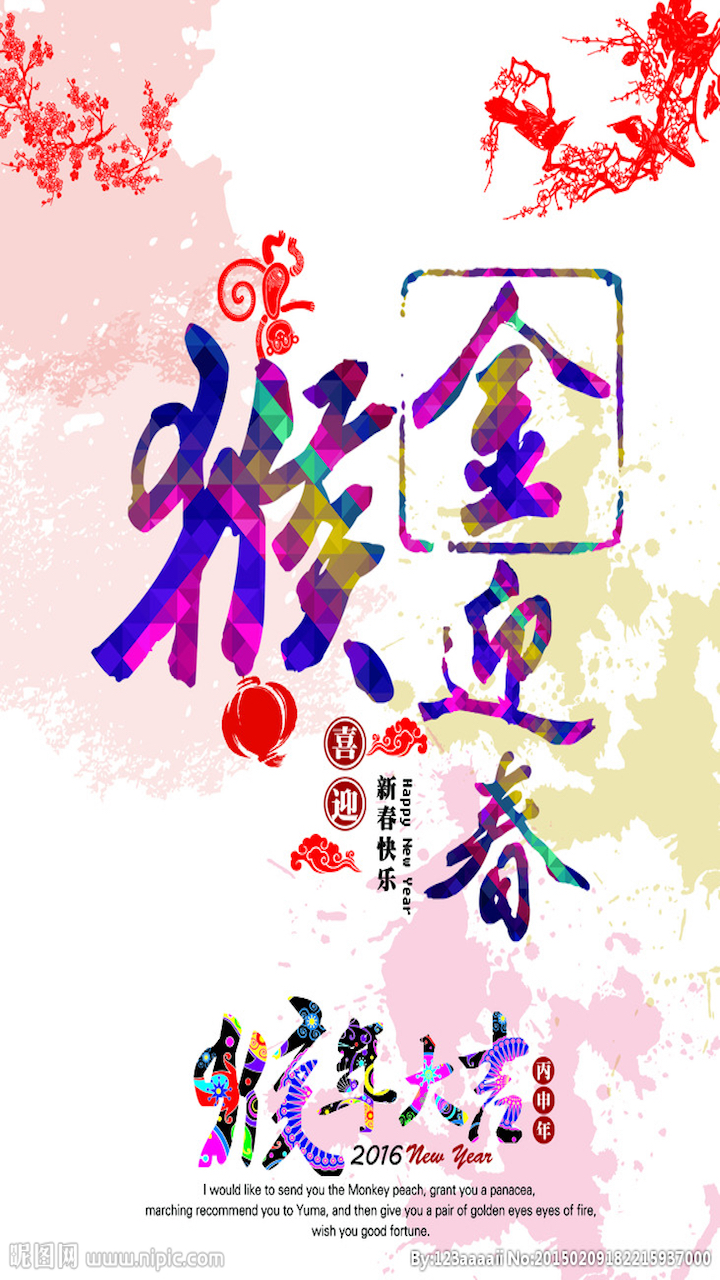 金
猴
迎
春
喜
迎
新春快乐
Happy New Year
猴年大吉
丙申年
2016 New Year
I would like to send you the Monkey peach, grant you a panacea,
marching recommend you to Yuma, and then give you a pair of golden eyes eyes of fire,
wish you good fortune.
昵图网 www.nipic.com
By:123aaaaii No:20150209182215937000